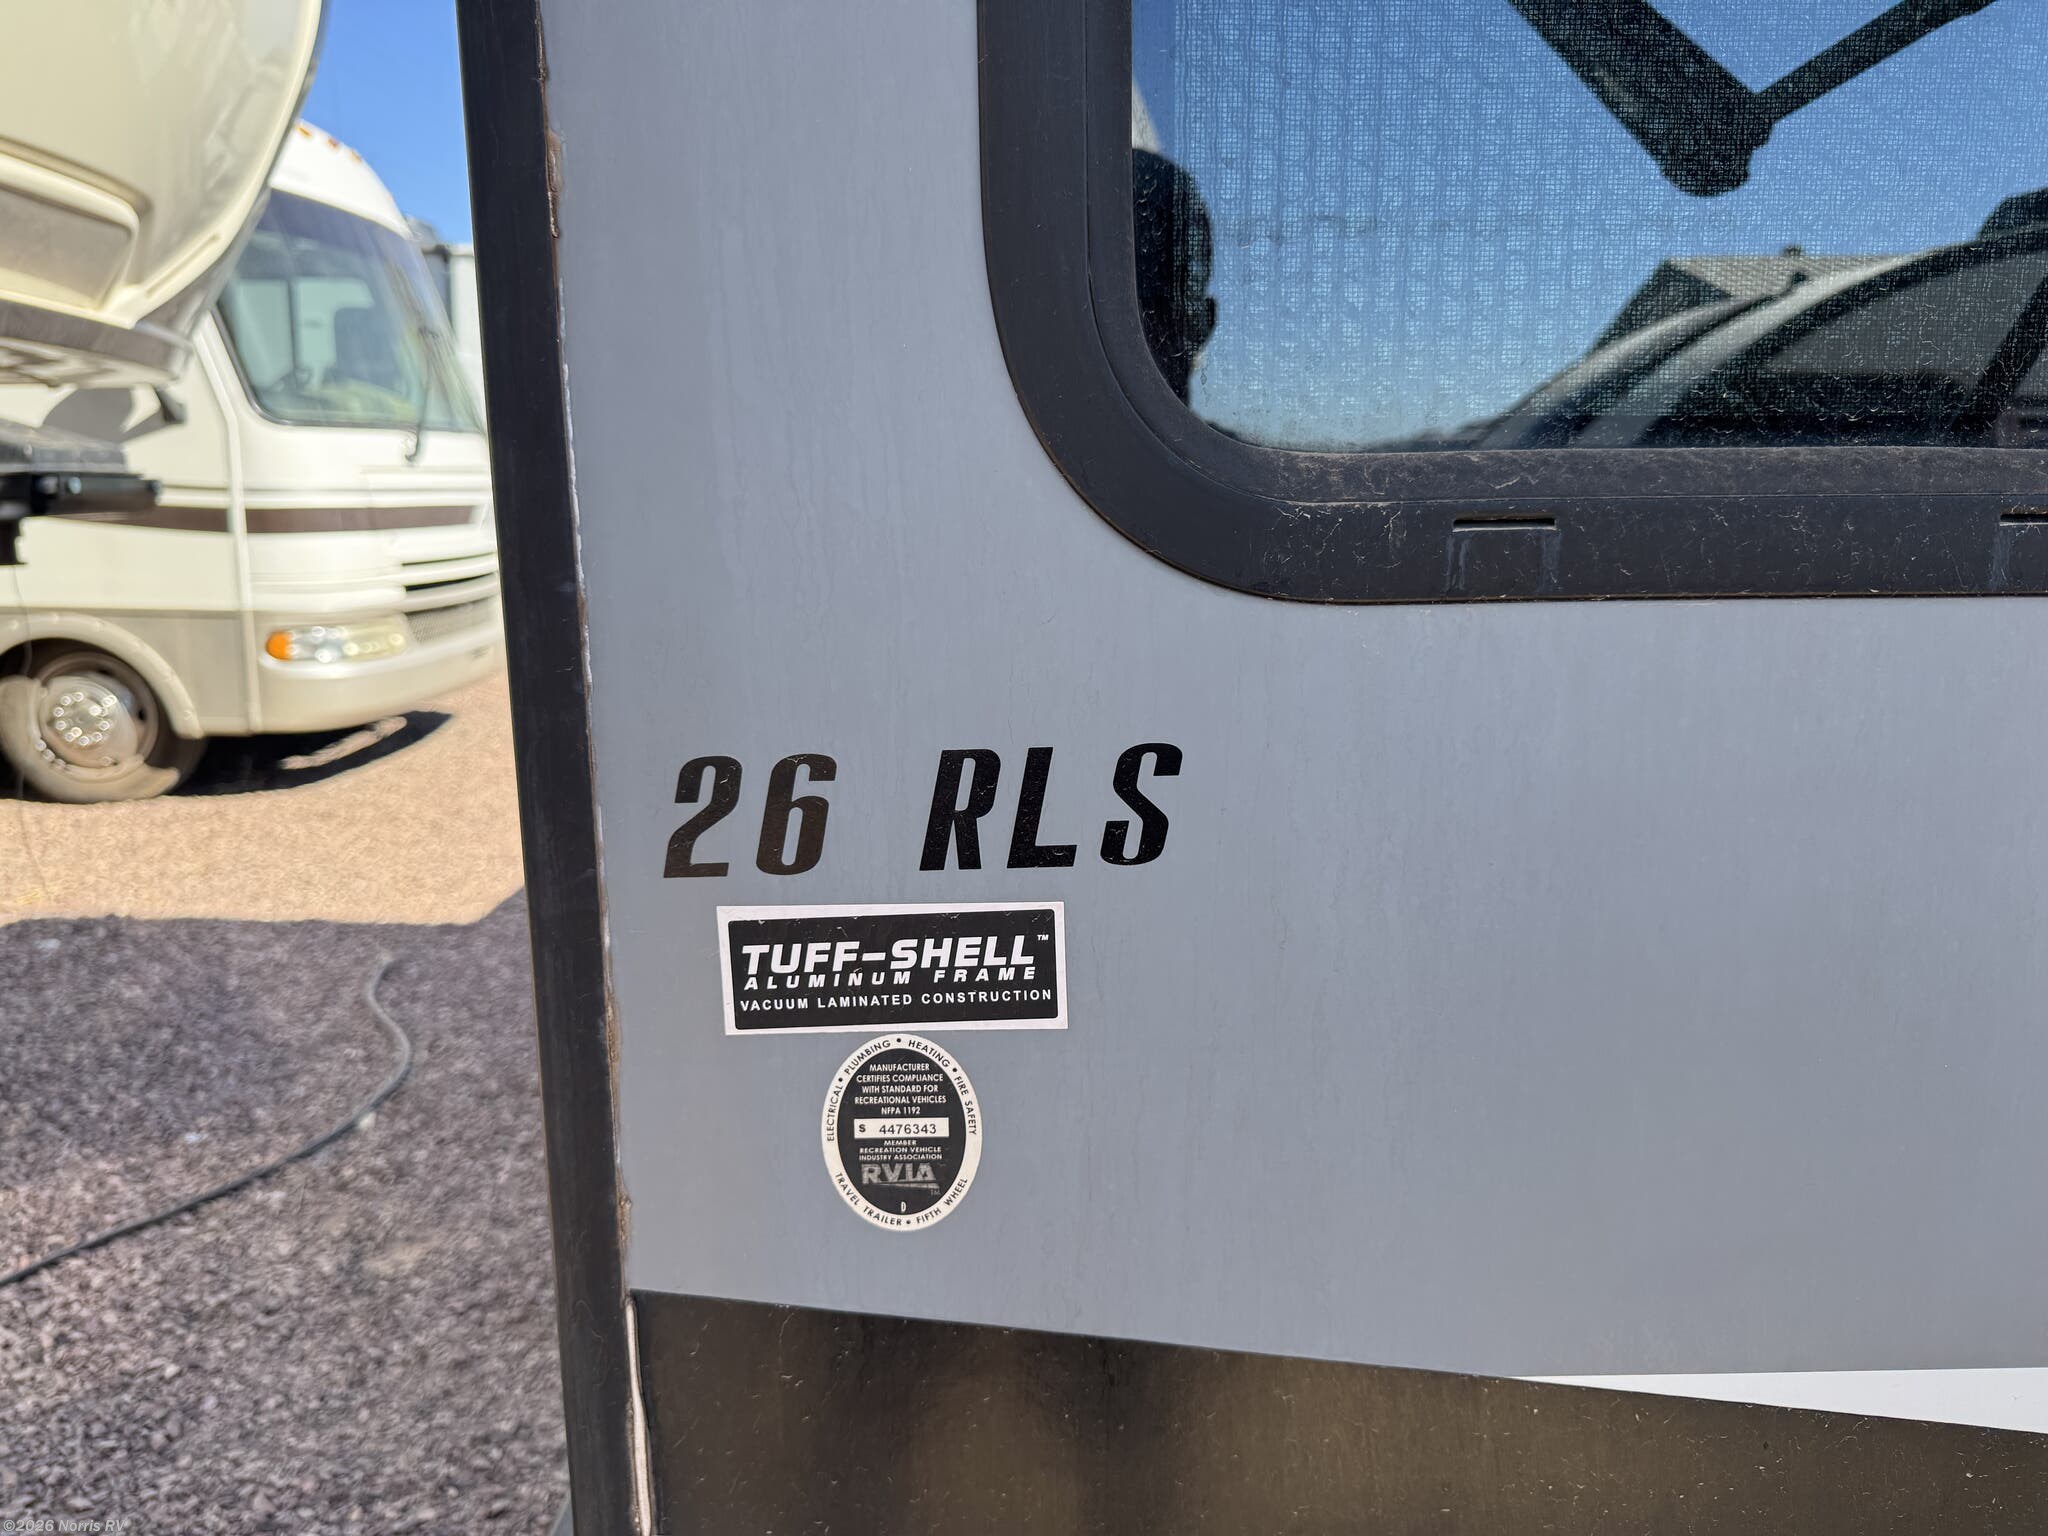 26 RLS
TUFF-SHELL™
ALUMINUM FRAME
VACUUM LAMINATED CONSTRUCTION
ELECTRICAL • PLUMBING • HEATING • FIRE SAFETY
MANUFACTURER
CERTIFIES COMPLIANCE
WITH STANDARD FOR
RECREATIONAL VEHICLES
NFPA 1192
S 4476343
MEMBER
RECREATION VEHICLE
INDUSTRY ASSOCIATION
RVIA™
D
TRAVEL TRAILER • FIFTH WHEEL
©2026 Norris RV